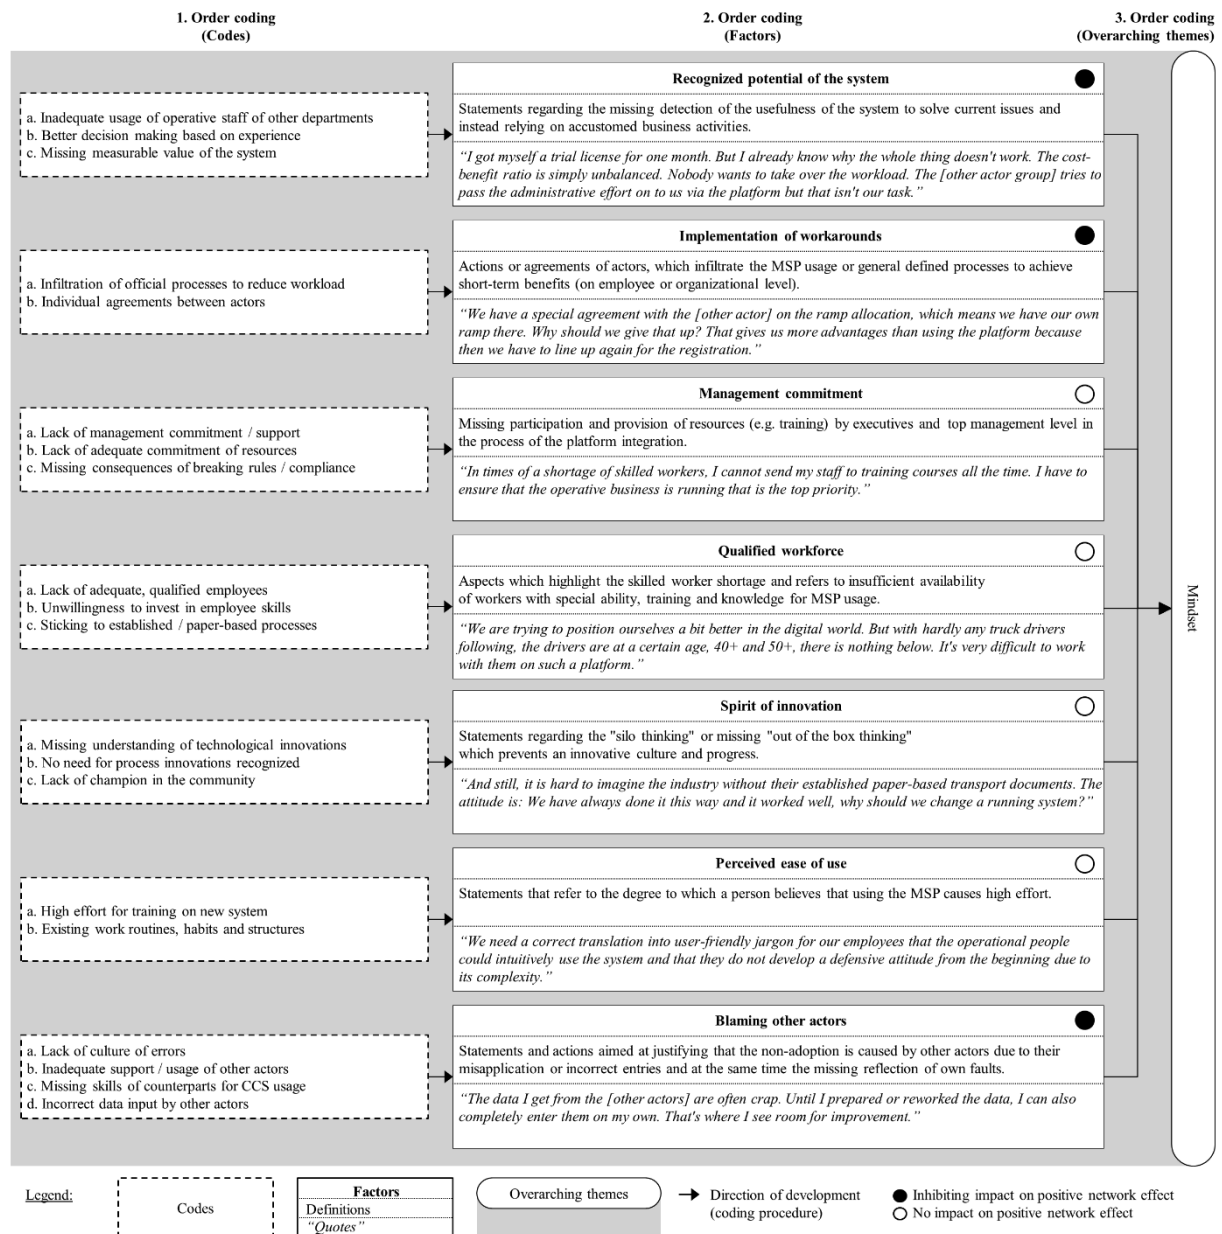 1. Order coding
(Codes)
2. Order coding
(Factors)
3. Order coding
(Overarching themes)
a. Inadequate usage of operative staff of other departments
b. Better decision making based on experience
c. Missing measurable value of the system
Recognized potential of the system
Statements regarding the missing detection of the usefulness of the system to solve current issues and
instead relying on accustomed business activities.
“I got myself a trial license for one month. But I already know why the whole thing doesn't work. The cost-
benefit ratio is simply unbalanced. Nobody wants to take over the workload. The [other actor group] tries to
pass the administrative effort on to us via the platform but that isn't our task.”
a. Infiltration of official processes to reduce workload
b. Individual agreements between actors
Implementation of workarounds
Actions or agreements of actors, which infiltrate the MSP usage or general defined processes to achieve
short-term benefits (on employee or organizational level).
“We have a special agreement with the [other actor] on the ramp allocation, which means we have our own
ramp there. Why should we give that up? That gives us more advantages than using the platform because
then we have to line up again for the registration.”
a. Lack of management commitment / support
b. Lack of adequate commitment of resources
c. Missing consequences of breaking rules / compliance
Management commitment
Missing participation and provision of resources (e.g. training) by executives and top management level in
the process of the platform integration.
“In times of a shortage of skilled workers, I cannot send my staff to training courses all the time. I have to
ensure that the operative business is running that is the top priority.”
a. Lack of adequate, qualified employees
b. Unwillingness to invest in employee skills
c. Sticking to established / paper-based processes
Qualified workforce
Aspects which highlight the skilled worker shortage and refers to insufficient availability
of workers with special ability, training and knowledge for MSP usage.
“We are trying to position ourselves a bit better in the digital world. But with hardly any truck drivers
following, the drivers are at a certain age, 40+ and 50+, there is nothing below. It's very difficult to work
with them on such a platform.”
a. Missing understanding of technological innovations
b. No need for process innovations recognized
c. Lack of champion in the community
Spirit of innovation
Statements regarding the "silo thinking" or missing "out of the box thinking"
which prevents an innovative culture and progress.
“And still, it is hard to imagine the industry without their established paper-based transport documents. The
attitude is: We have always done it this way and it worked well, why should we change a running system?”
a. High effort for training on new system
b. Existing work routines, habits and structures
Perceived ease of use
Statements that refer to the degree to which a person believes that using the MSP causes high effort.
“We need a correct translation into user-friendly jargon for our employees that the operational people
could intuitively use the system and that they do not develop a defensive attitude from the beginning due to
its complexity.”
a. Lack of culture of errors
b. Inadequate support / usage of other actors
c. Missing skills of counterparts for CCS usage
d. Incorrect data input by other actors
Blaming other actors
Statements and actions aimed at justifying that the non-adoption is caused by other actors due to their
misapplication or incorrect entries and at the same time the missing reflection of own faults.
“The data I get from the [other actors] are often crap. Until I prepared or reworked the data, I can also
completely enter them on my own. That's where I see room for improvement.”
Mindset
Legend:
Codes
Factors
Definitions
“Quotes”
Overarching themes
Direction of development
(coding procedure)
Inhibiting impact on positive network effect
No impact on positive network effect